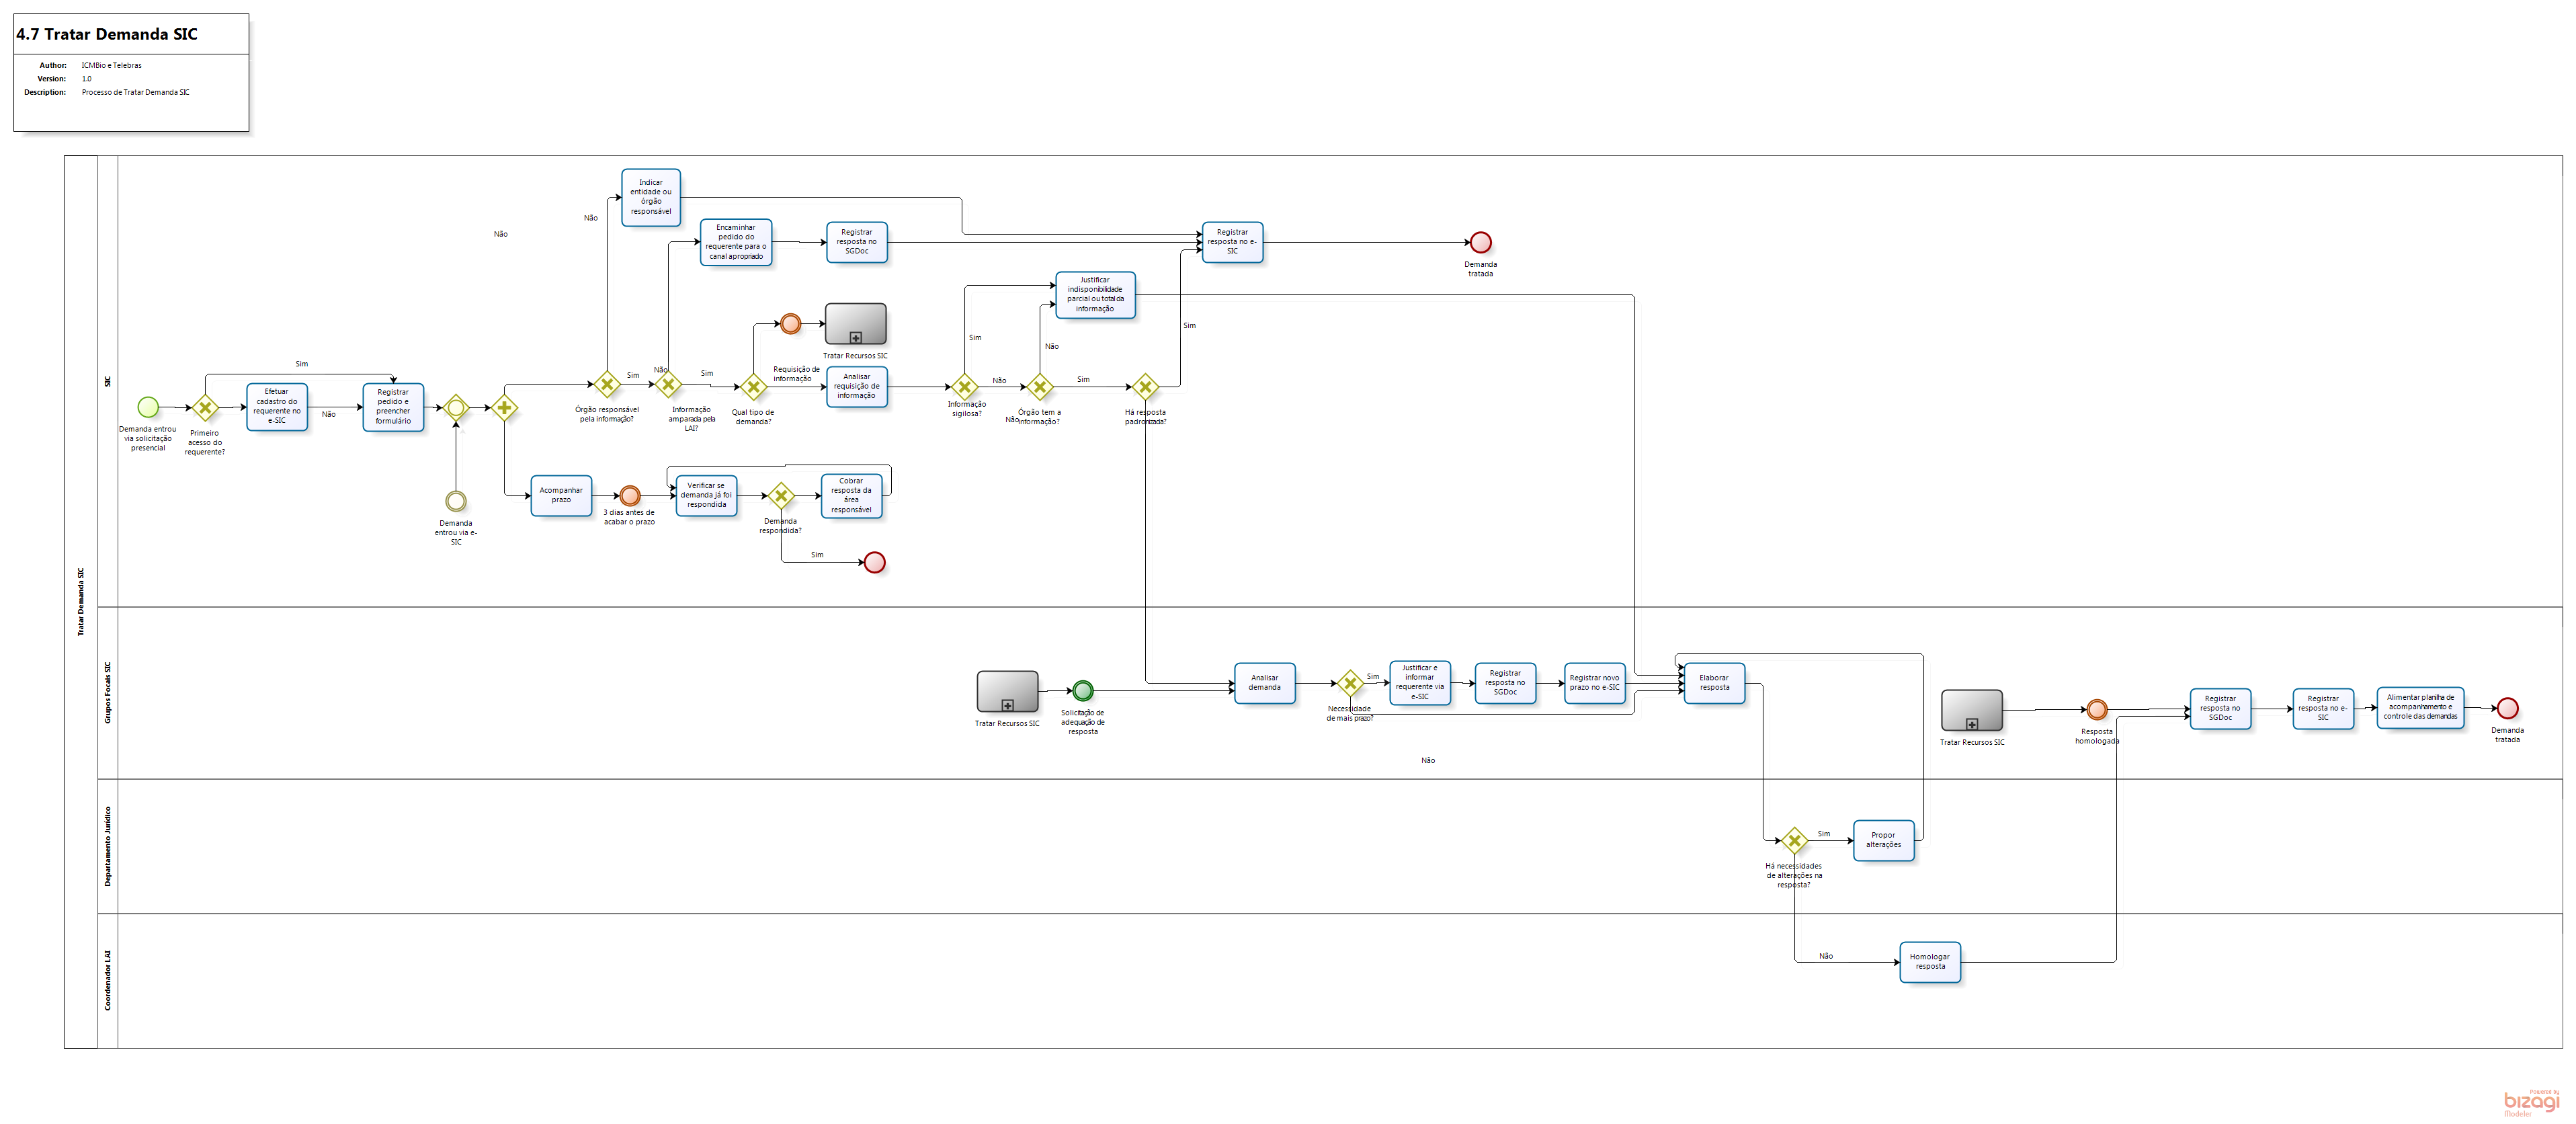 4.7 Tratar Demanda SIC
Author: ICMBio e Telebras
Version: 1.0
Description: Processo de Tratar Demanda SIC
Tratar Demanda SIC
SIC
Demanda entrou
via solicitação
presencial
Primeiro
acesso do
requerente?
Sim
Efetuar
cadastro do
requerente no
e-SIC
Não
Registrar
pedido e
preencher
formulário
Demanda
entrou via e-
SIC
Não
Não
Indicar
entidade ou
órgão
responsável
Órgão responsável
pela informação?
Sim
Não
Encaminhar
pedido do
requerente para o
canal apropriado
Registrar
resposta no
SGDoc
Informação
amparada pela
LAI?
Sim
Qual tipo de
demanda?
Tratar Recursos SIC
Requisição de
informação
Analisar
requisição de
informação
Informação
sigilosa?
Sim
Não
Órgão tem a
informação?
Não
Não
Justificar
indisponibilidade
parcial ou total da
informação
Sim
Há resposta
padronizada?
Sim
Registrar
resposta no e-
SIC
Demanda
tratada
Acompanhar
prazo
3 dias antes de
acabar o prazo
Verificar se
demanda já foi
respondida
Demanda
respondida?
Cobrar
resposta da
área
responsável
Sim
Grupos Focais SIC
Tratar Recursos SIC
Solicitação de
adequação de
resposta
Analisar
demanda
Necessidade
de mais prazo?
Sim
Justificar e
informar
requerente via
e-SIC
Registrar
resposta no
SGDoc
Registrar novo
prazo no e-SIC
Elaborar
resposta
Não
Tratar Recursos SIC
Resposta
homologada
Registrar
resposta no
SGDoc
Registrar
resposta no e-
SIC
Alimentar planilha de
acompanhamento e
controle das demandas
Demanda
tratada
Departamento Jurídico
Há necessidades
de alterações na
resposta?
Sim
Propor
alterações
Coordenador LAI
Não
Homologar
resposta
Powered by
bizagi
Modeler